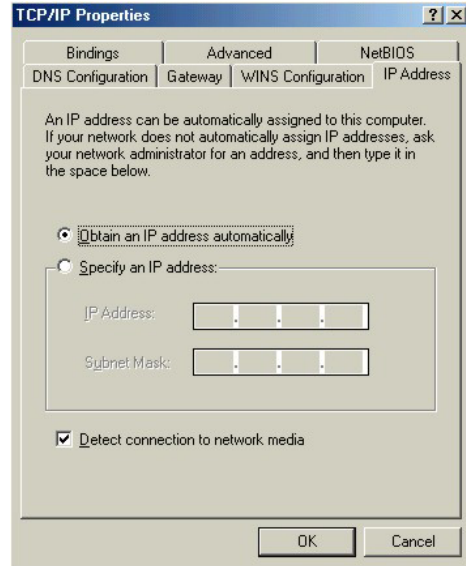 TCP/IP Properties
? ×
Bindings Advanced NetBIOS
DNS Configuration Gateway WINS Configuration IP Address
An IP address can be automatically assigned to this computer.
If your network does not automatically assign IP addresses, ask
your network administrator for an address, and then type it in
the space below.
Obtain an IP address automatically
Specify an IP address:
IP Address:
. . .
Subnet Mask:
. . .
Detect connection to network media
OK Cancel